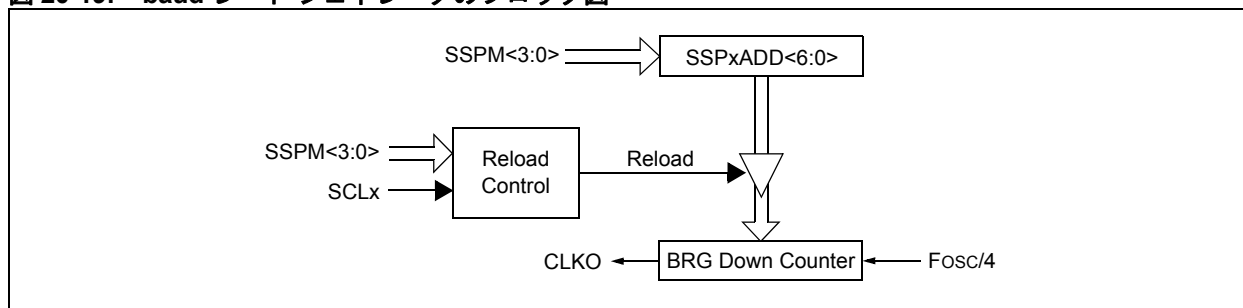 SSPM<3:0>
SSPxADD<6:0>
SSPM<3:0>
SCLx
Reload
Control
Reload
CLKO
BRG Down Counter
FOSC/4